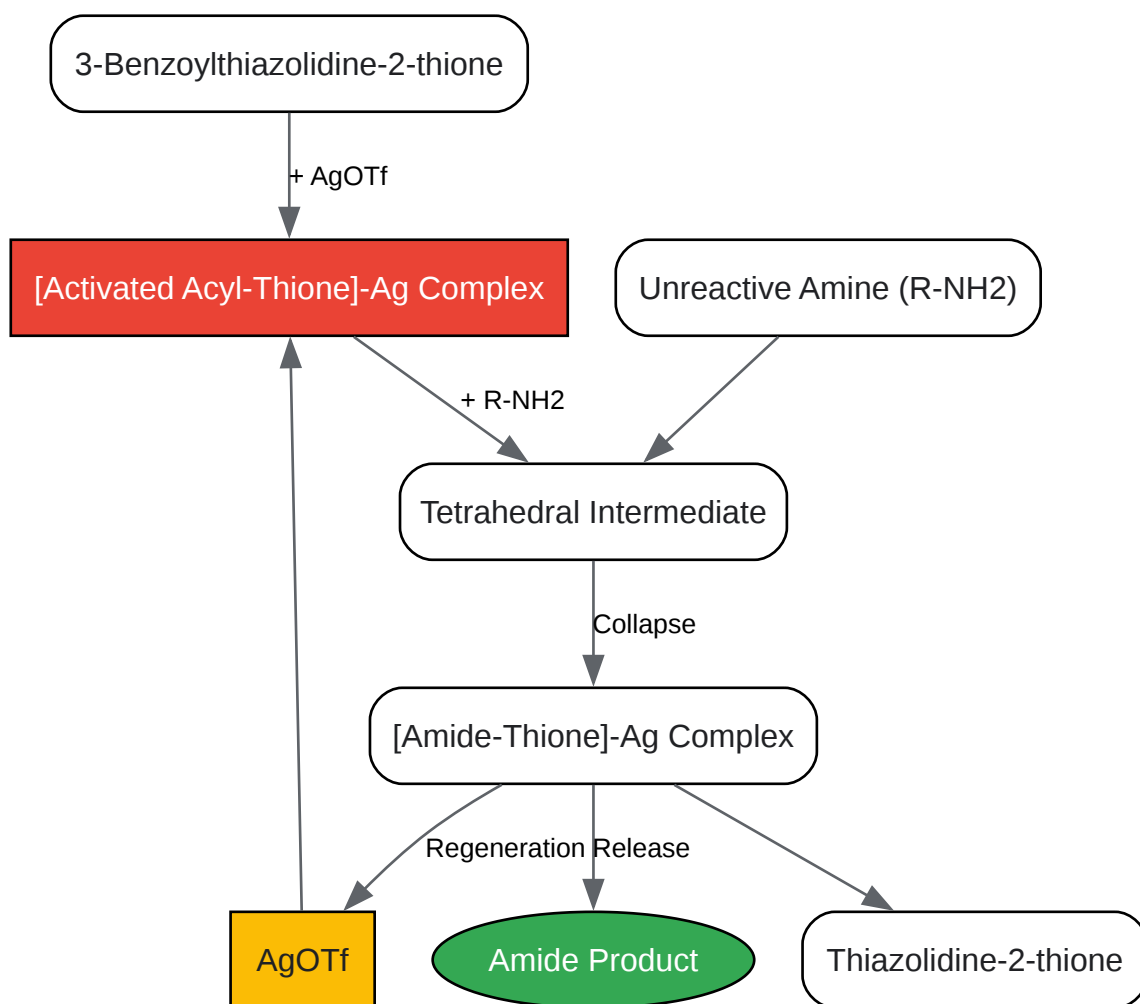 3-Benzoylthiazolidine-2-thione
+ AgOTf
[Activated Acyl-Thione]-Ag Complex
Unreactive Amine (R-NH2)
+ R-NH2
Tetrahedral Intermediate
Collapse
[Amide-Thione]-Ag Complex
Regeneration
Release
AgOTf
Amide Product
Thiazolidine-2-thione